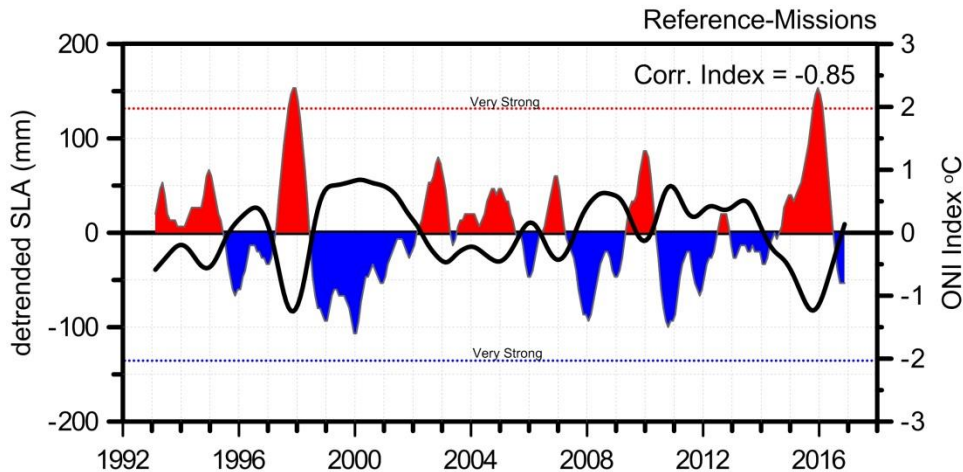 Reference-Missions
200
3
Corr. Index = -0.85
Very Strong
2
100
1
detrended SLA (mm)
0
0
ONI Index ºC
-1
-100
Very Strong
-2
-200
-3
1992 1996 2000 2004 2008 2012 2016